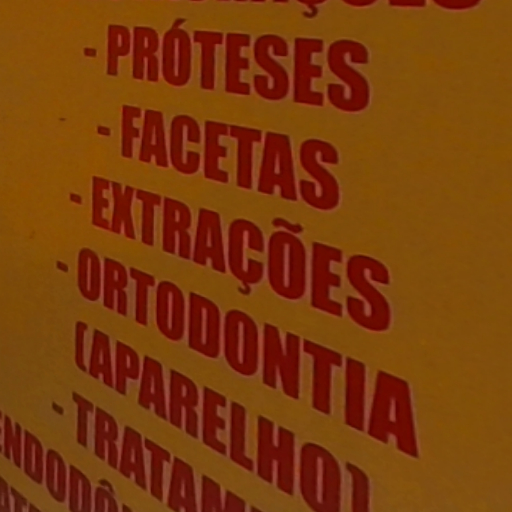 - PRÓTESES
- FACETAS
- EXTRAÇÕES
- ORTODONTIA
(APARELHO)